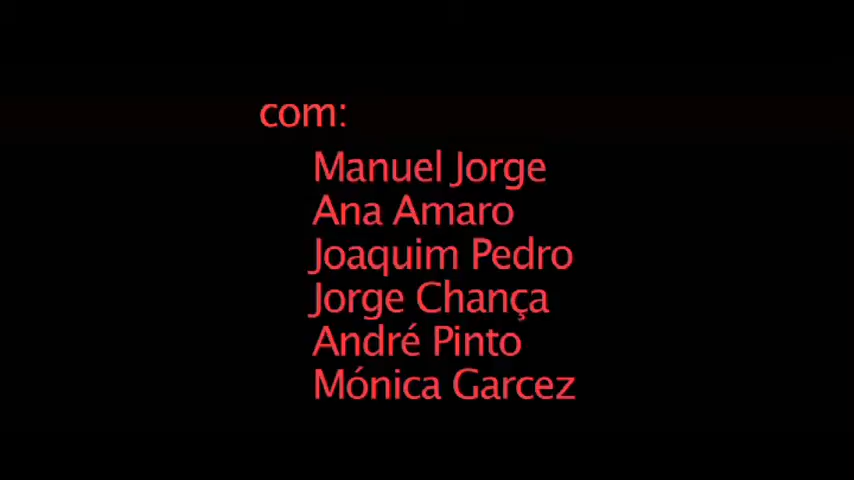 com:
Manuel Jorge
Ana Amaro
Joaquim Pedro
Jorge Chança
André Pinto
Mónica Garcez